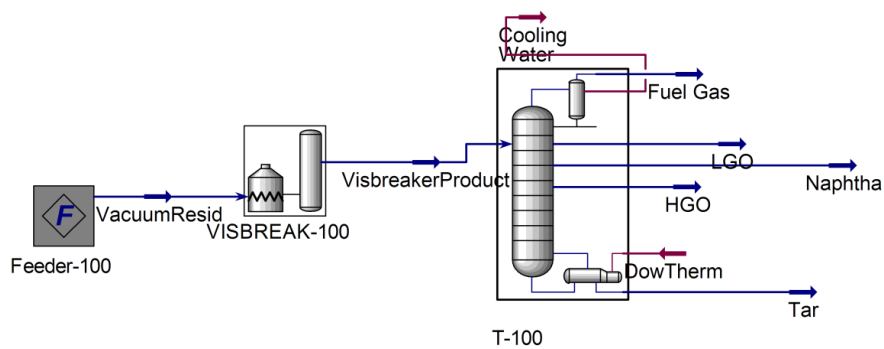 Cooling
Water
Fuel Gas
LGO
Naphtha
VisbreakerProduct
HGO
F
VacuumResid
VISBREAK-100
Feeder-100
DowTherm
Tar
T-100